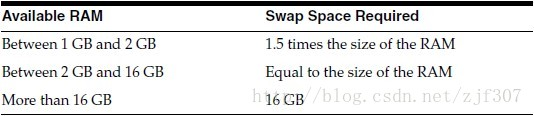 Available RAM Swap Space Required
Between 1 GB and 2 GB 1.5 times the size of the RAM
Between 2 GB and 16 GB Equal to the size of the RAM
More than 16 GB 16 GB
http://blog.csdn.net/zjf307